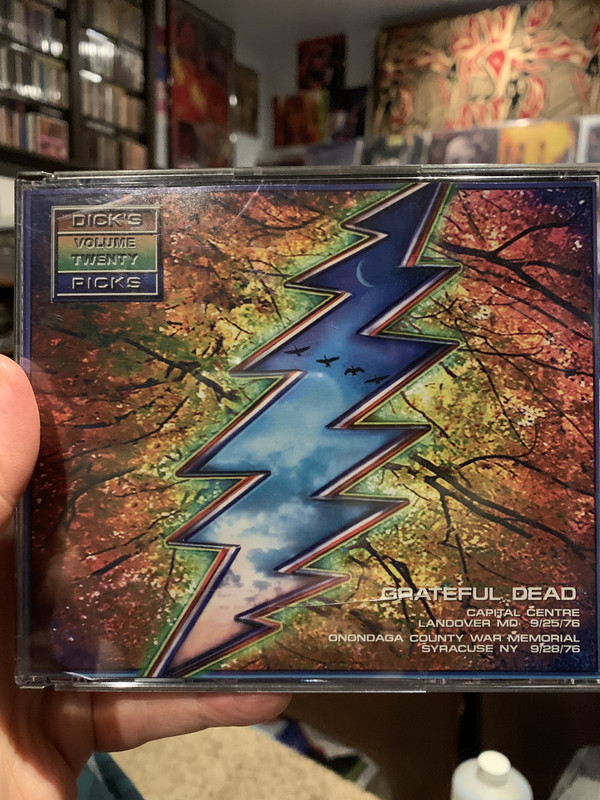 DICK'S
VOLUME
TWENTY
PICKS
GRATEFUL DEAD
CAPITAL CENTRE
LANDOVER MD 9/25/76
ONONDAGA COUNTY WAR MEMORIAL
SYRACUSE NY 9/28/76